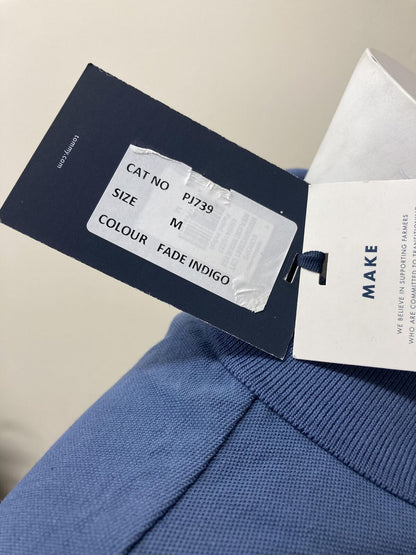 tommy.com
CAT NO PJ739
SIZE M
COLOUR FADE INDIGO
MAKE
WE BELIEVE IN SUPPORTING FARMERS
WHO ARE COMMITTED TO